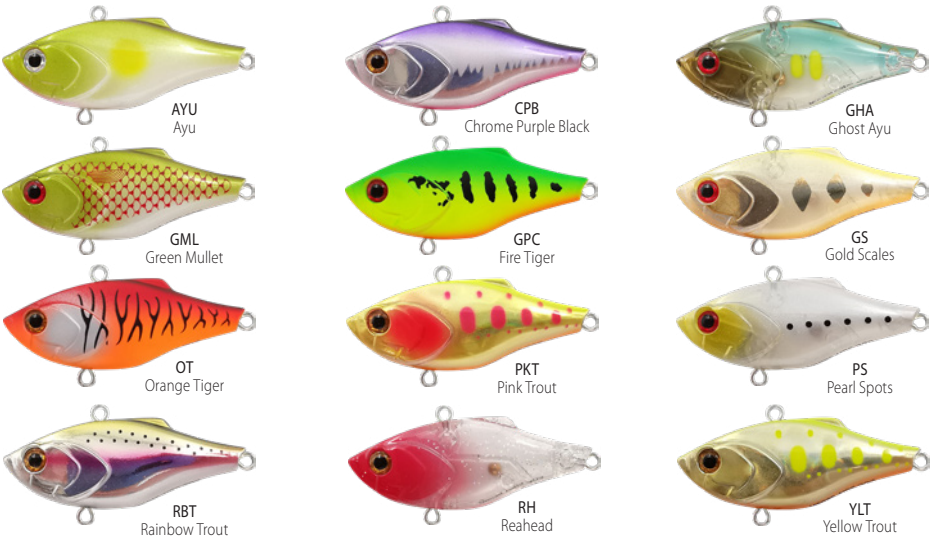 AYU
Ayu
CPB
Chrome Purple Black
GHA
Ghost Ayu
GML
Green Mullet
GPC
Fire Tiger
GS
Gold Scales
OT
Orange Tiger
PKT
Pink Trout
PS
Pearl Spots
RBT
Rainbow Trout
RH
Reahead
YLT
Yellow Trout